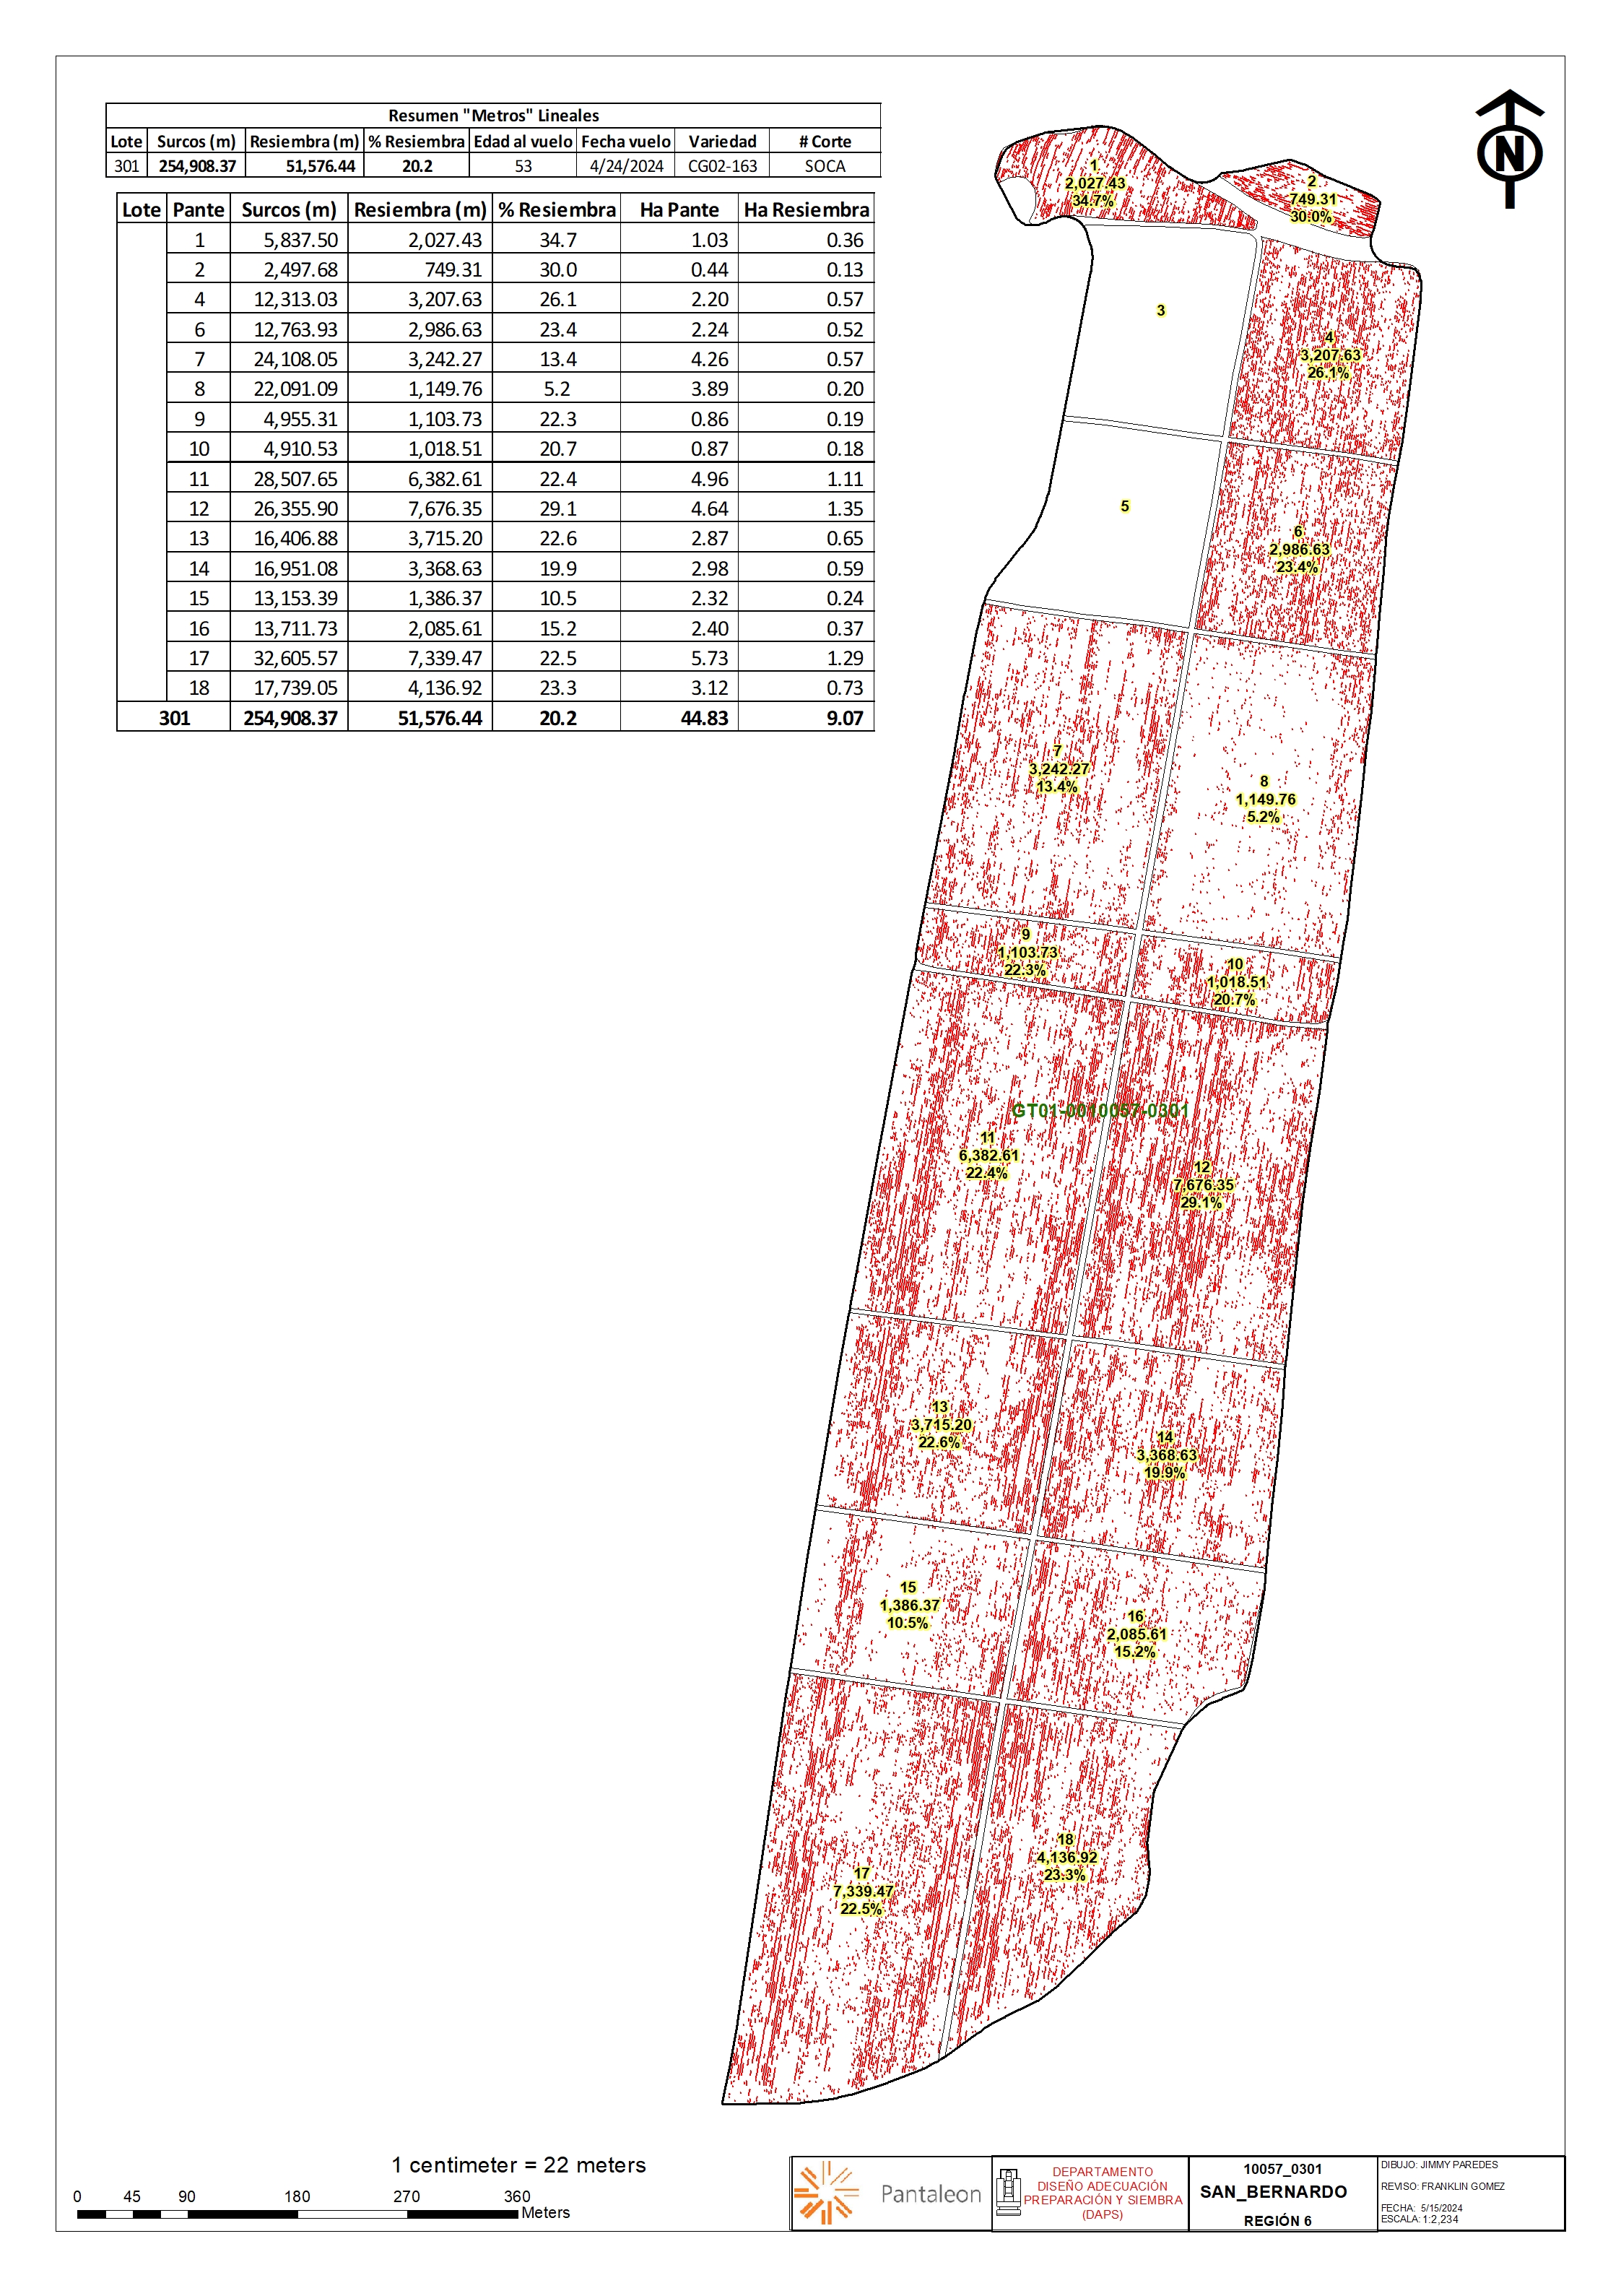 Resumen "Metros" Lineales
Lote Surcos (m) Resiembra (m) % Resiembra Edad al vuelo Fecha vuelo Variedad # Corte
301 254,908.37 51,576.44 20.2 53 4/24/2024 CG02-163 SOCA
Lote Pante Surcos (m) Resiembra (m) % Resiembra Ha Pante Ha Resiembra
1 5,837.50 2,027.43 34.7 1.03 0.36
2 2,497.68 749.31 30.0 0.44 0.13
4 12,313.03 3,207.63 26.1 2.20 0.57
6 12,763.93 2,986.63 23.4 2.24 0.52
7 24,108.05 3,242.27 13.4 4.26 0.57
8 22,091.09 1,149.76 5.2 3.89 0.20
9 4,955.31 1,103.73 22.3 0.86 0.19
10 4,910.53 1,018.51 20.7 0.87 0.18
11 28,507.65 6,382.61 22.4 4.96 1.11
12 26,355.90 7,676.35 29.1 4.64 1.35
13 16,406.88 3,715.20 22.6 2.87 0.65
14 16,951.08 3,368.63 19.9 2.98 0.59
15 13,153.39 1,386.37 10.5 2.32 0.24
16 13,711.73 2,085.61 15.2 2.40 0.37
17 32,605.57 7,339.47 22.5 5.73 1.29
18 17,739.05 4,136.92 23.3 3.12 0.73
301 254,908.37 51,576.44 20.2 44.83 9.07
N
1
2,027.43
34.7%
2
749.31
30.0%
3
4
3,207.63
26.1%
5
6
2,986.63
23.4%
7
3,242.27
13.4%
8
1,149.76
5.2%
9
1,103.73
22.3%
10
1,018.51
20.7%
GT01-0010057-0301
11
6,382.61
22.4%
12
7,676.35
29.1%
13
3,715.20
22.6%
14
3,368.63
19.9%
15
1,386.37
10.5%
16
2,085.61
15.2%
17
7,339.47
22.5%
18
4,136.92
23.3%
1 centimeter = 22 meters
0 45 90 180 270 360
Meters
Pantaleon
DEPARTAMENTO
DISEÑO ADECUACIÓN
PREPARACIÓN Y SIEMBRA
(DAPS)
10057_0301
SAN_BERNARDO
REGIÓN 6
DIBUJO: JIMMY PAREDES
REVISO: FRANKLIN GOMEZ
FECHA: 5/15/2024
ESCALA: 1:2,234